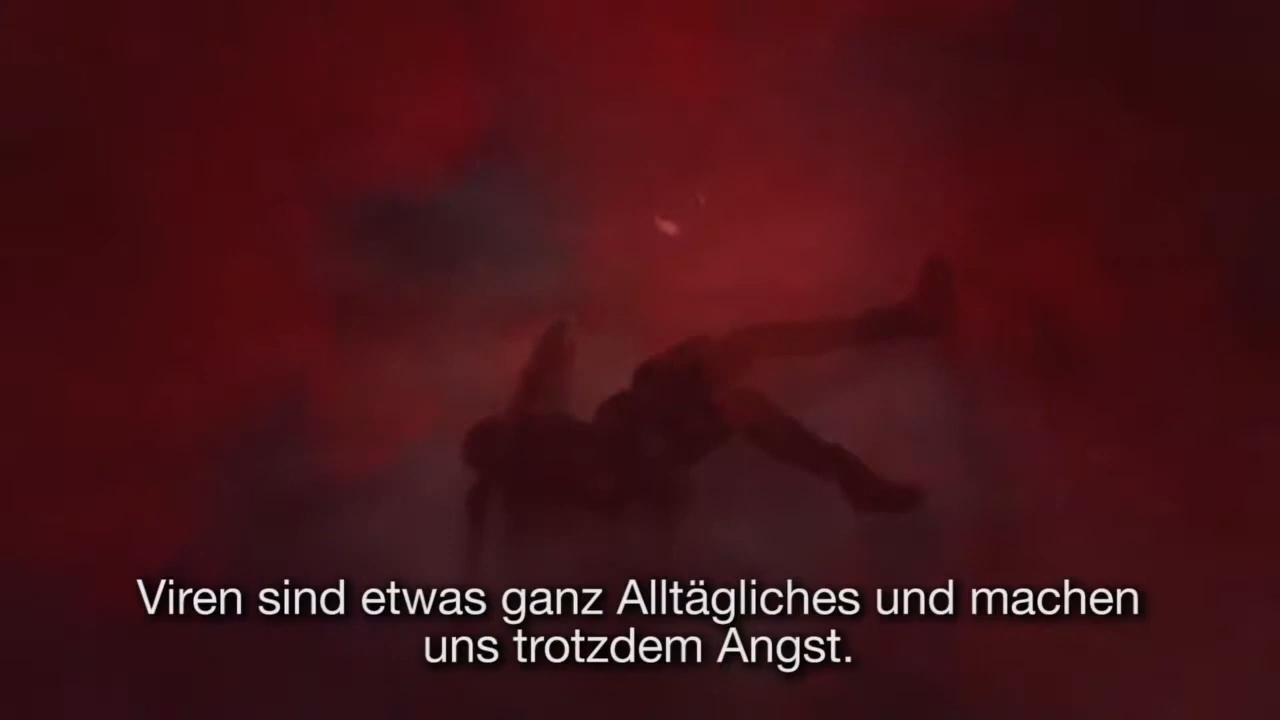 Viren sind etwas ganz Alltägliches und machen
uns trotzdem Angst.